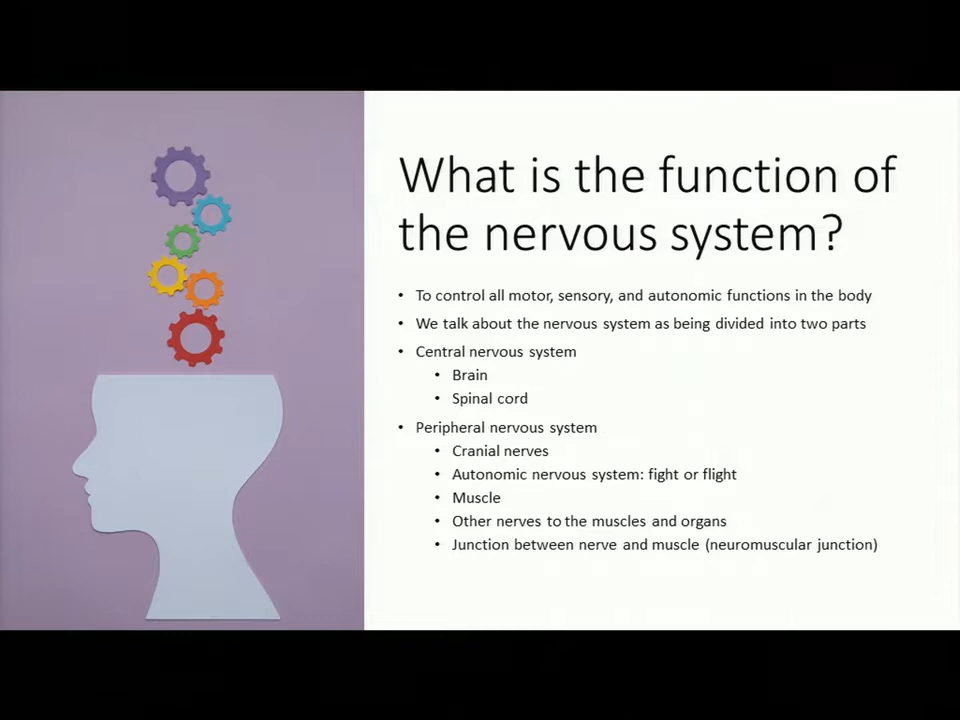 What is the function of
the nervous system?
• To control all motor, sensory, and autonomic functions in the body
• We talk about the nervous system as being divided into two parts
• Central nervous system
• Brain
• Spinal cord
• Peripheral nervous system
• Cranial nerves
• Autonomic nervous system: fight or flight
• Muscle
• Other nerves to the muscles and organs
• Junction between nerve and muscle (neuromuscular junction)